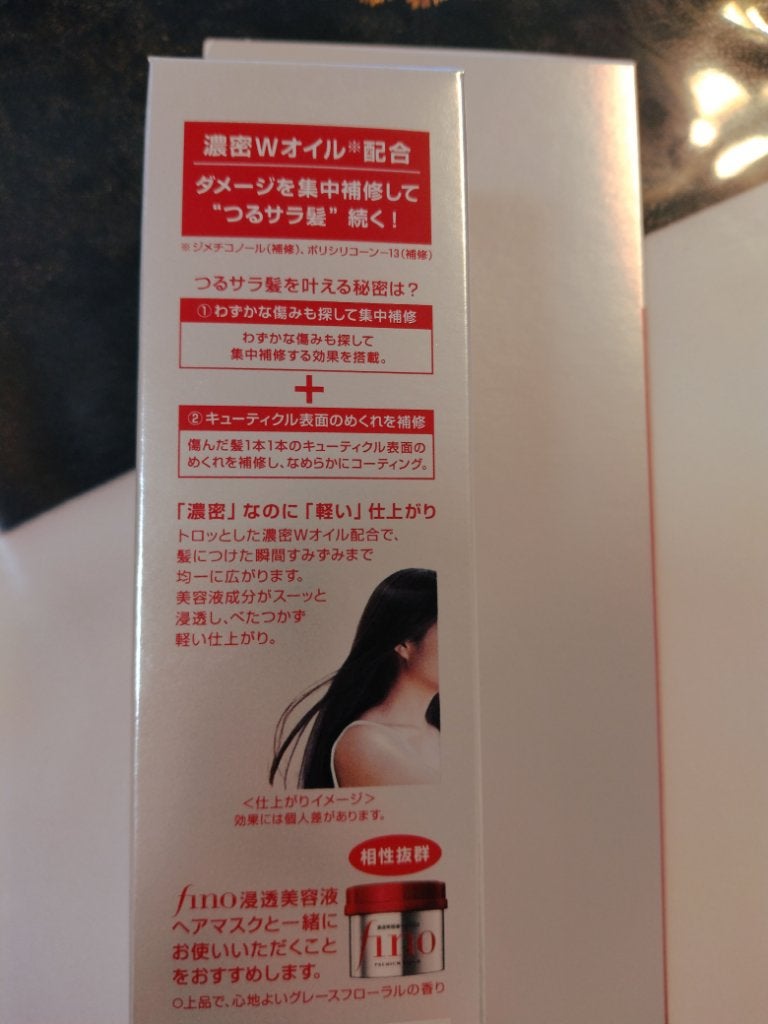 濃密Wオイル※配合
ダメージを集中補修して
“つるサラ髪” 続く！
※ジメチコノール（補修）、ポリシリコーン−13（補修）
つるサラ髪を叶える秘密は？
①わずかな傷みも探して集中補修
わずかな傷みも探して
集中補修する効果を搭載。
＋
②キューティクル表面のめくれを補修
傷んだ髪1本1本のキューティクル表面の
めくれを補修し、なめらかにコーティング。
「濃密」なのに「軽い」仕上がり
トロッとした濃密Wオイル配合で、
髪につけた瞬間すみずみまで
均一に広がります。
美容液成分がスーッと
浸透し、べたつかず
軽い仕上がり。
＜仕上がりイメージ＞
効果には個人差があります。
相性抜群
fino浸透美容液
ヘアマスクと一緒に
お使いいただくこと
をおすすめします。
fino
○上品で、心地よいグレースフローラルの香り